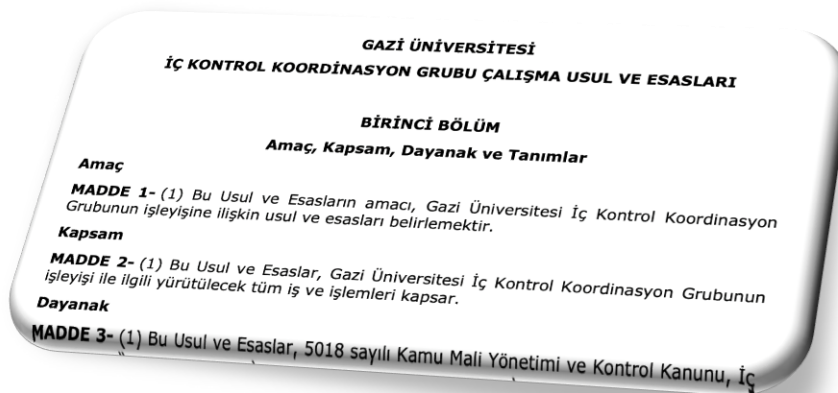 GAZİ ÜNİVERSİTESİ
İÇ KONTROL KOORDİNASYON GRUBU ÇALIŞMA USUL VE ESASLARI
BİRİNCİ BÖLÜM
Amaç, Kapsam, Dayanak ve Tanımlar
Amaç
MADDE 1- (1) Bu Usul ve Esasların amacı, Gazi Üniversitesi İç Kontrol Koordinasyon
Grubunun işleyişine ilişkin usul ve esasları belirlemektir.
Kapsam
MADDE 2- (1) Bu Usul ve Esaslar, Gazi Üniversitesi İç Kontrol Koordinasyon Grubunun
işleyişi ile ilgili yürütülecek tüm iş ve işlemleri kapsar.
Dayanak
MADDE 3- (1) Bu Usul ve Esaslar, 5018 sayılı Kamu Mali Yönetimi ve Kontrol Kanunu, İç